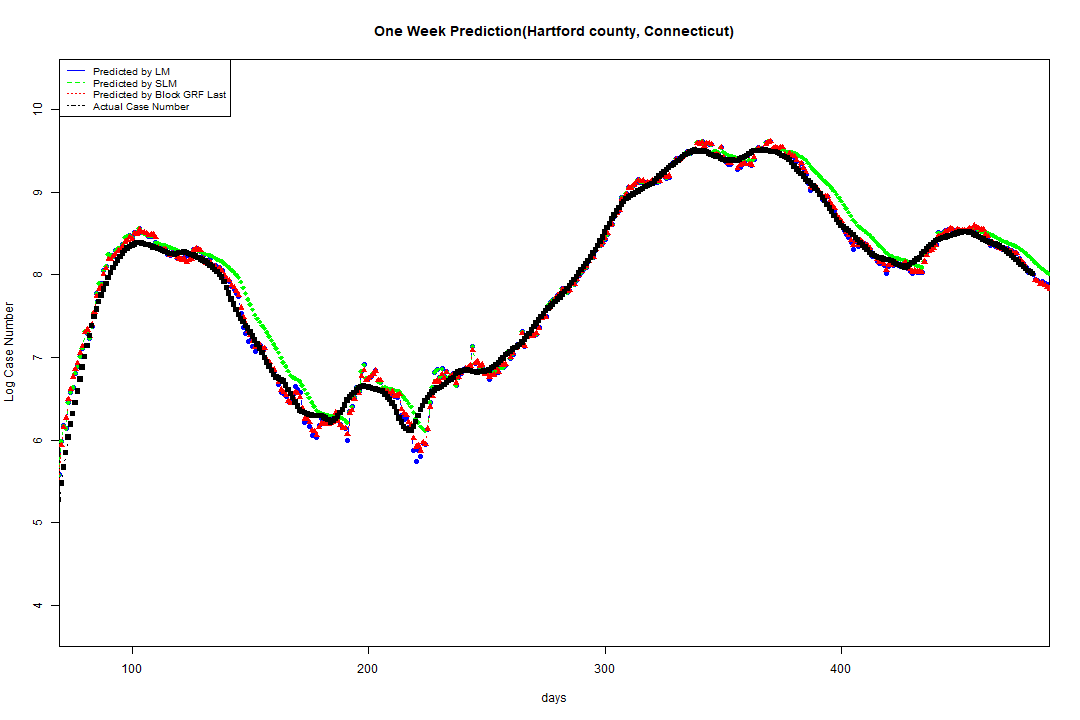 One Week Prediction(Hartford county, Connecticut)
Predicted by LM
Predicted by SLM
Predicted by Block GRF Last
Actual Case Number
Log Case Number
10
9
8
7
6
5
4
100
200
300
400
days